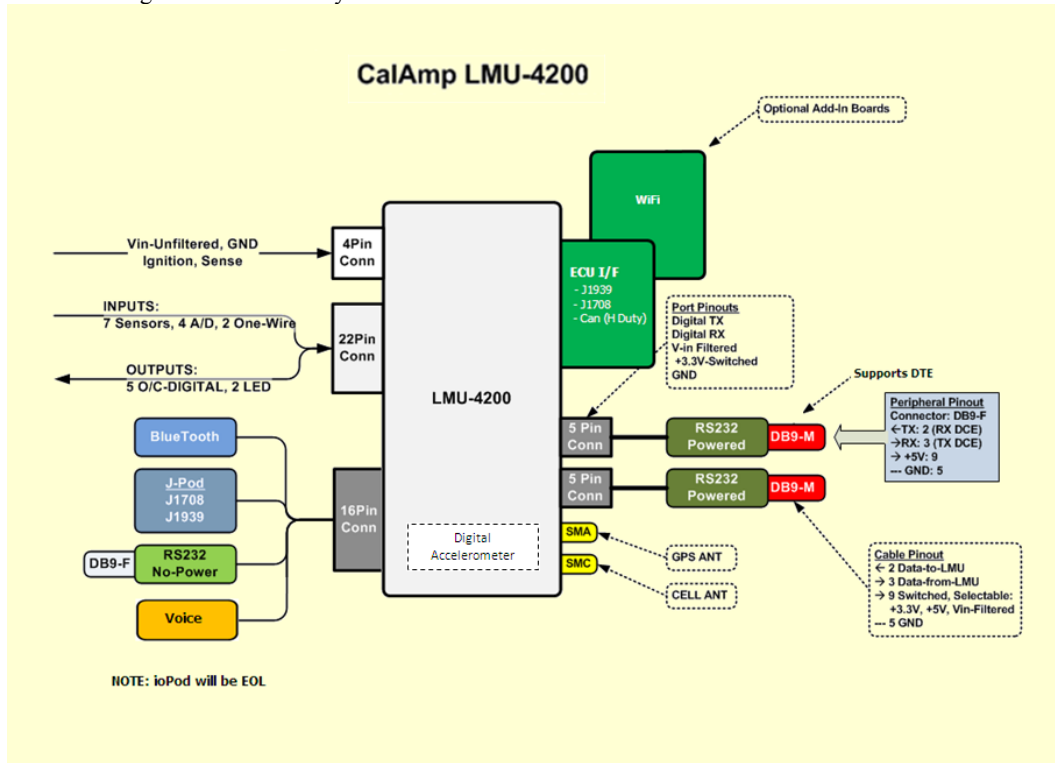 CalAmp LMU-4200
Optional Add-In Boards
WiFi
Vin-Unfiltered, GND
Ignition, Sense
4Pin
Conn
ECU I/F
- J1939
- J1708
- Can (H Duty)
INPUTS:
7 Sensors, 4 A/D, 2 One-Wire
22Pin
Conn
OUTPUTS:
5 O/C-DIGITAL, 2 LED
Port Pinouts
Digital TX
Digital RX
V-in Filtered
+3.3V-Switched
GND
LMU-4200
Supports DTE
Peripheral Pinout
Connector: DB9-F
←TX: 2 (RX DCE)
→RX: 3 (TX DCE)
→ +5V: 9
--- GND: 5
5 Pin
Conn
RS232
Powered
DB9-M
5 Pin
Conn
RS232
Powered
DB9-M
BlueTooth
J-Pod
J1708
J1939
16Pin
Conn
DB9-F
RS232
No-Power
Voice
Digital
Accelerometer
SMA
GPS ANT
SMC
CELL ANT
Cable Pinout
← 2 Data-to-LMU
→ 3 Data-from-LMU
→ 9 Switched, Selectable:
+3.3V, +5V, Vin-Filtered
--- 5 GND
NOTE: ioPod will be EOL